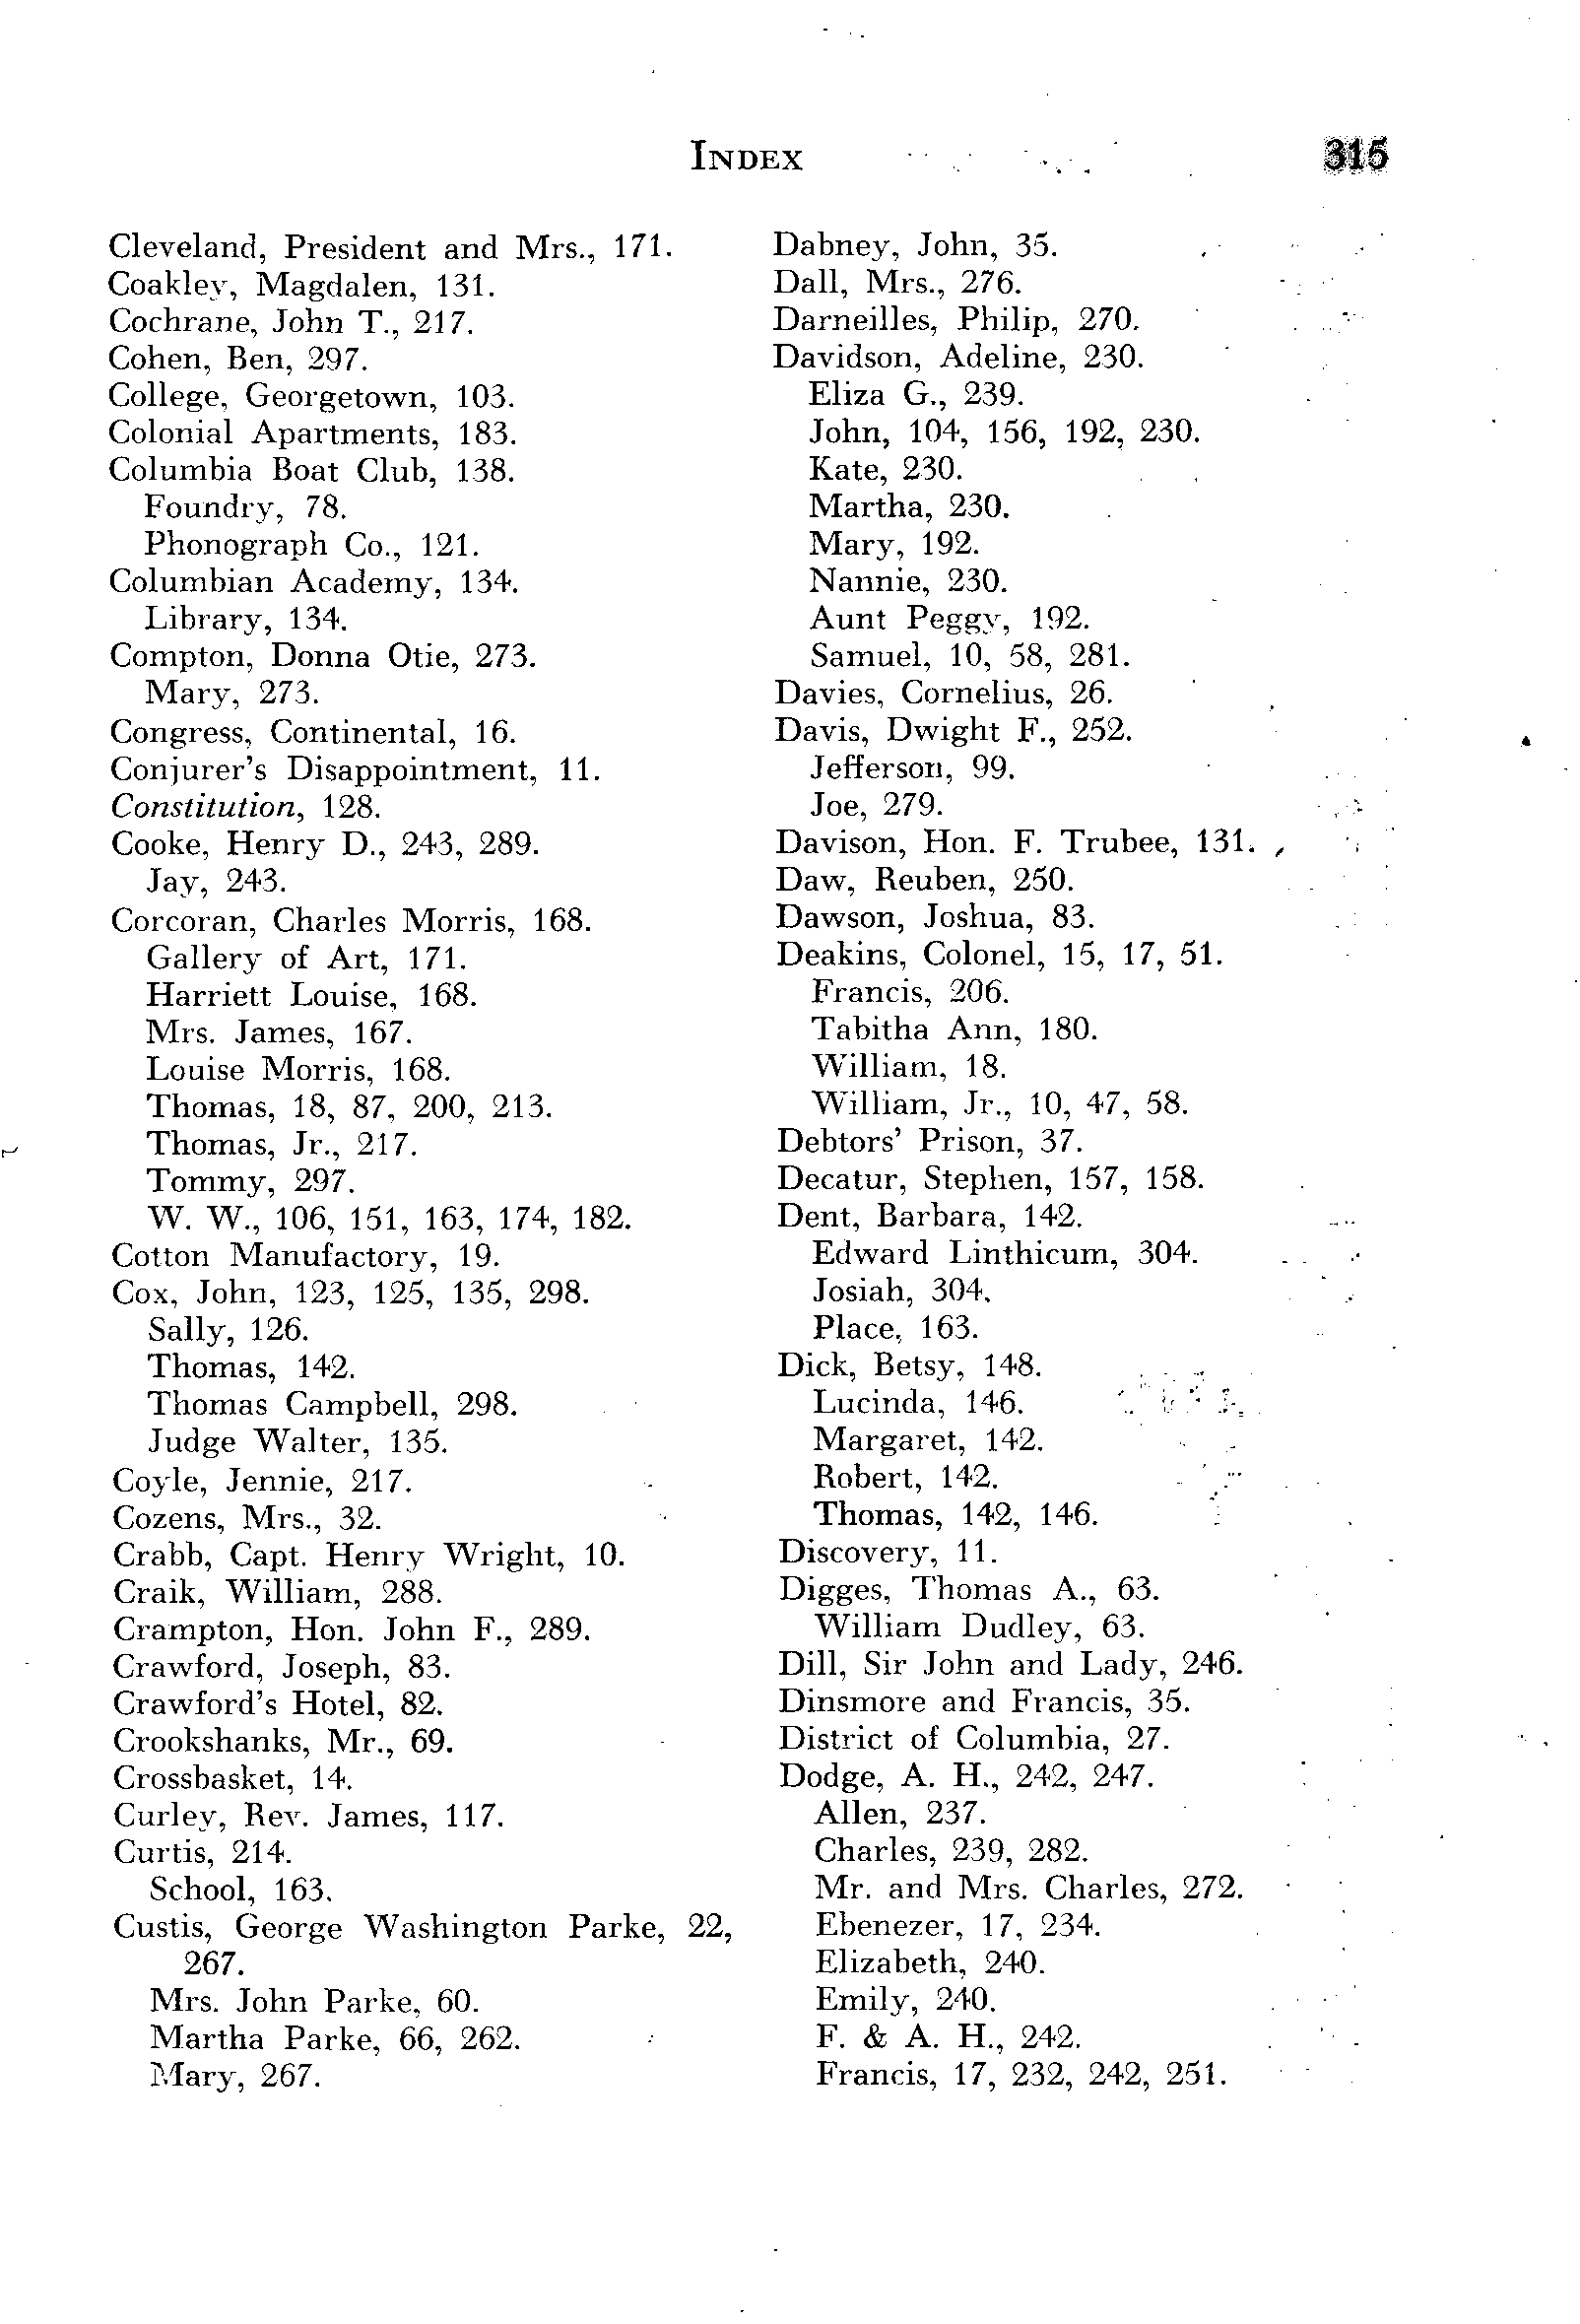 INDEX 315
Cleveland, President and Mrs., 171.
Coakley, Magdalen, 131.
Cochrane, John T., 217.
Cohen, Ben, 297.
College, Georgetown, 103.
Colonial Apartments, 183.
Columbia Boat Club, 138.
Foundry, 78.
Phonograph Co., 121.
Columbian Academy, 134.
Library, 134.
Compton, Donna Otie, 273.
Mary, 273.
Congress, Continental, 16.
Conjurer's Disappointment, 11.
Constitution, 128.
Cooke, Henry D., 243, 289.
Jay, 243.
Corcoran, Charles Morris, 168.
Gallery of Art, 171.
Harriett Louise, 168.
Mrs. James, 167.
Louise Morris, 168.
Thomas, 18, 87, 200, 213.
Thomas, Jr., 217.
Tommy, 297.
W. W., 106, 151, 163, 174, 182.
Cotton Manufactory, 19.
Cox, John, 123, 125, 135, 298.
Sally, 126.
Thomas, 142.
Thomas Campbell, 298.
Judge Walter, 135.
Coyle, Jennie, 217.
Cozens, Mrs., 32.
Crabb, Capt. Henry Wright, 10.
Craik, William, 288.
Crampton, Hon. John F., 289.
Crawford, Joseph, 83.
Crawford's Hotel, 82.
Crookshanks, Mr., 69.
Crossbasket, 14.
Curley, Rev. James, 117.
Curtis, 214.
School, 163.
Custis, George Washington Parke, 22,
267.
Mrs. John Parke, 60.
Martha Parke, 66, 262.
Mary, 267.
Dabney, John, 35.
Dall, Mrs., 276.
Darneilles, Philip, 270.
Davidson, Adeline, 230.
Eliza G., 239.
John, 104, 156, 192, 230.
Kate, 230.
Martha, 230.
Mary, 192.
Nannie, 230.
Aunt Peggy, 192.
Samuel, 10, 58, 281.
Davies, Cornelius, 26.
Davis, Dwight F., 252.
Jefferson, 99.
Joe, 279.
Davison, Hon. F. Trubee, 131.
Daw, Reuben, 250.
Dawson, Joshua, 83.
Deakins, Colonel, 15, 17, 51.
Francis, 206.
Tabitha Ann, 180.
William, 18.
William, Jr., 10, 47, 58.
Debtors' Prison, 37.
Decatur, Stephen, 157, 158.
Dent, Barbara, 142.
Edward Linthicum, 304.
Josiah, 304.
Place, 163.
Dick, Betsy, 148.
Lucinda, 146.
Margaret, 142.
Robert, 142.
Thomas, 142, 146.
Discovery, 11.
Digges, Thomas A., 63.
William Dudley, 63.
Dill, Sir John and Lady, 246.
Dinsmore and Francis, 35.
District of Columbia, 27.
Dodge, A. H., 242, 247.
Allen, 237.
Charles, 239, 282.
Mr. and Mrs. Charles, 272.
Ebenezer, 17, 234.
Elizabeth, 240.
Emily, 240.
F. & A. H., 242.
Francis, 17, 232, 242, 251.